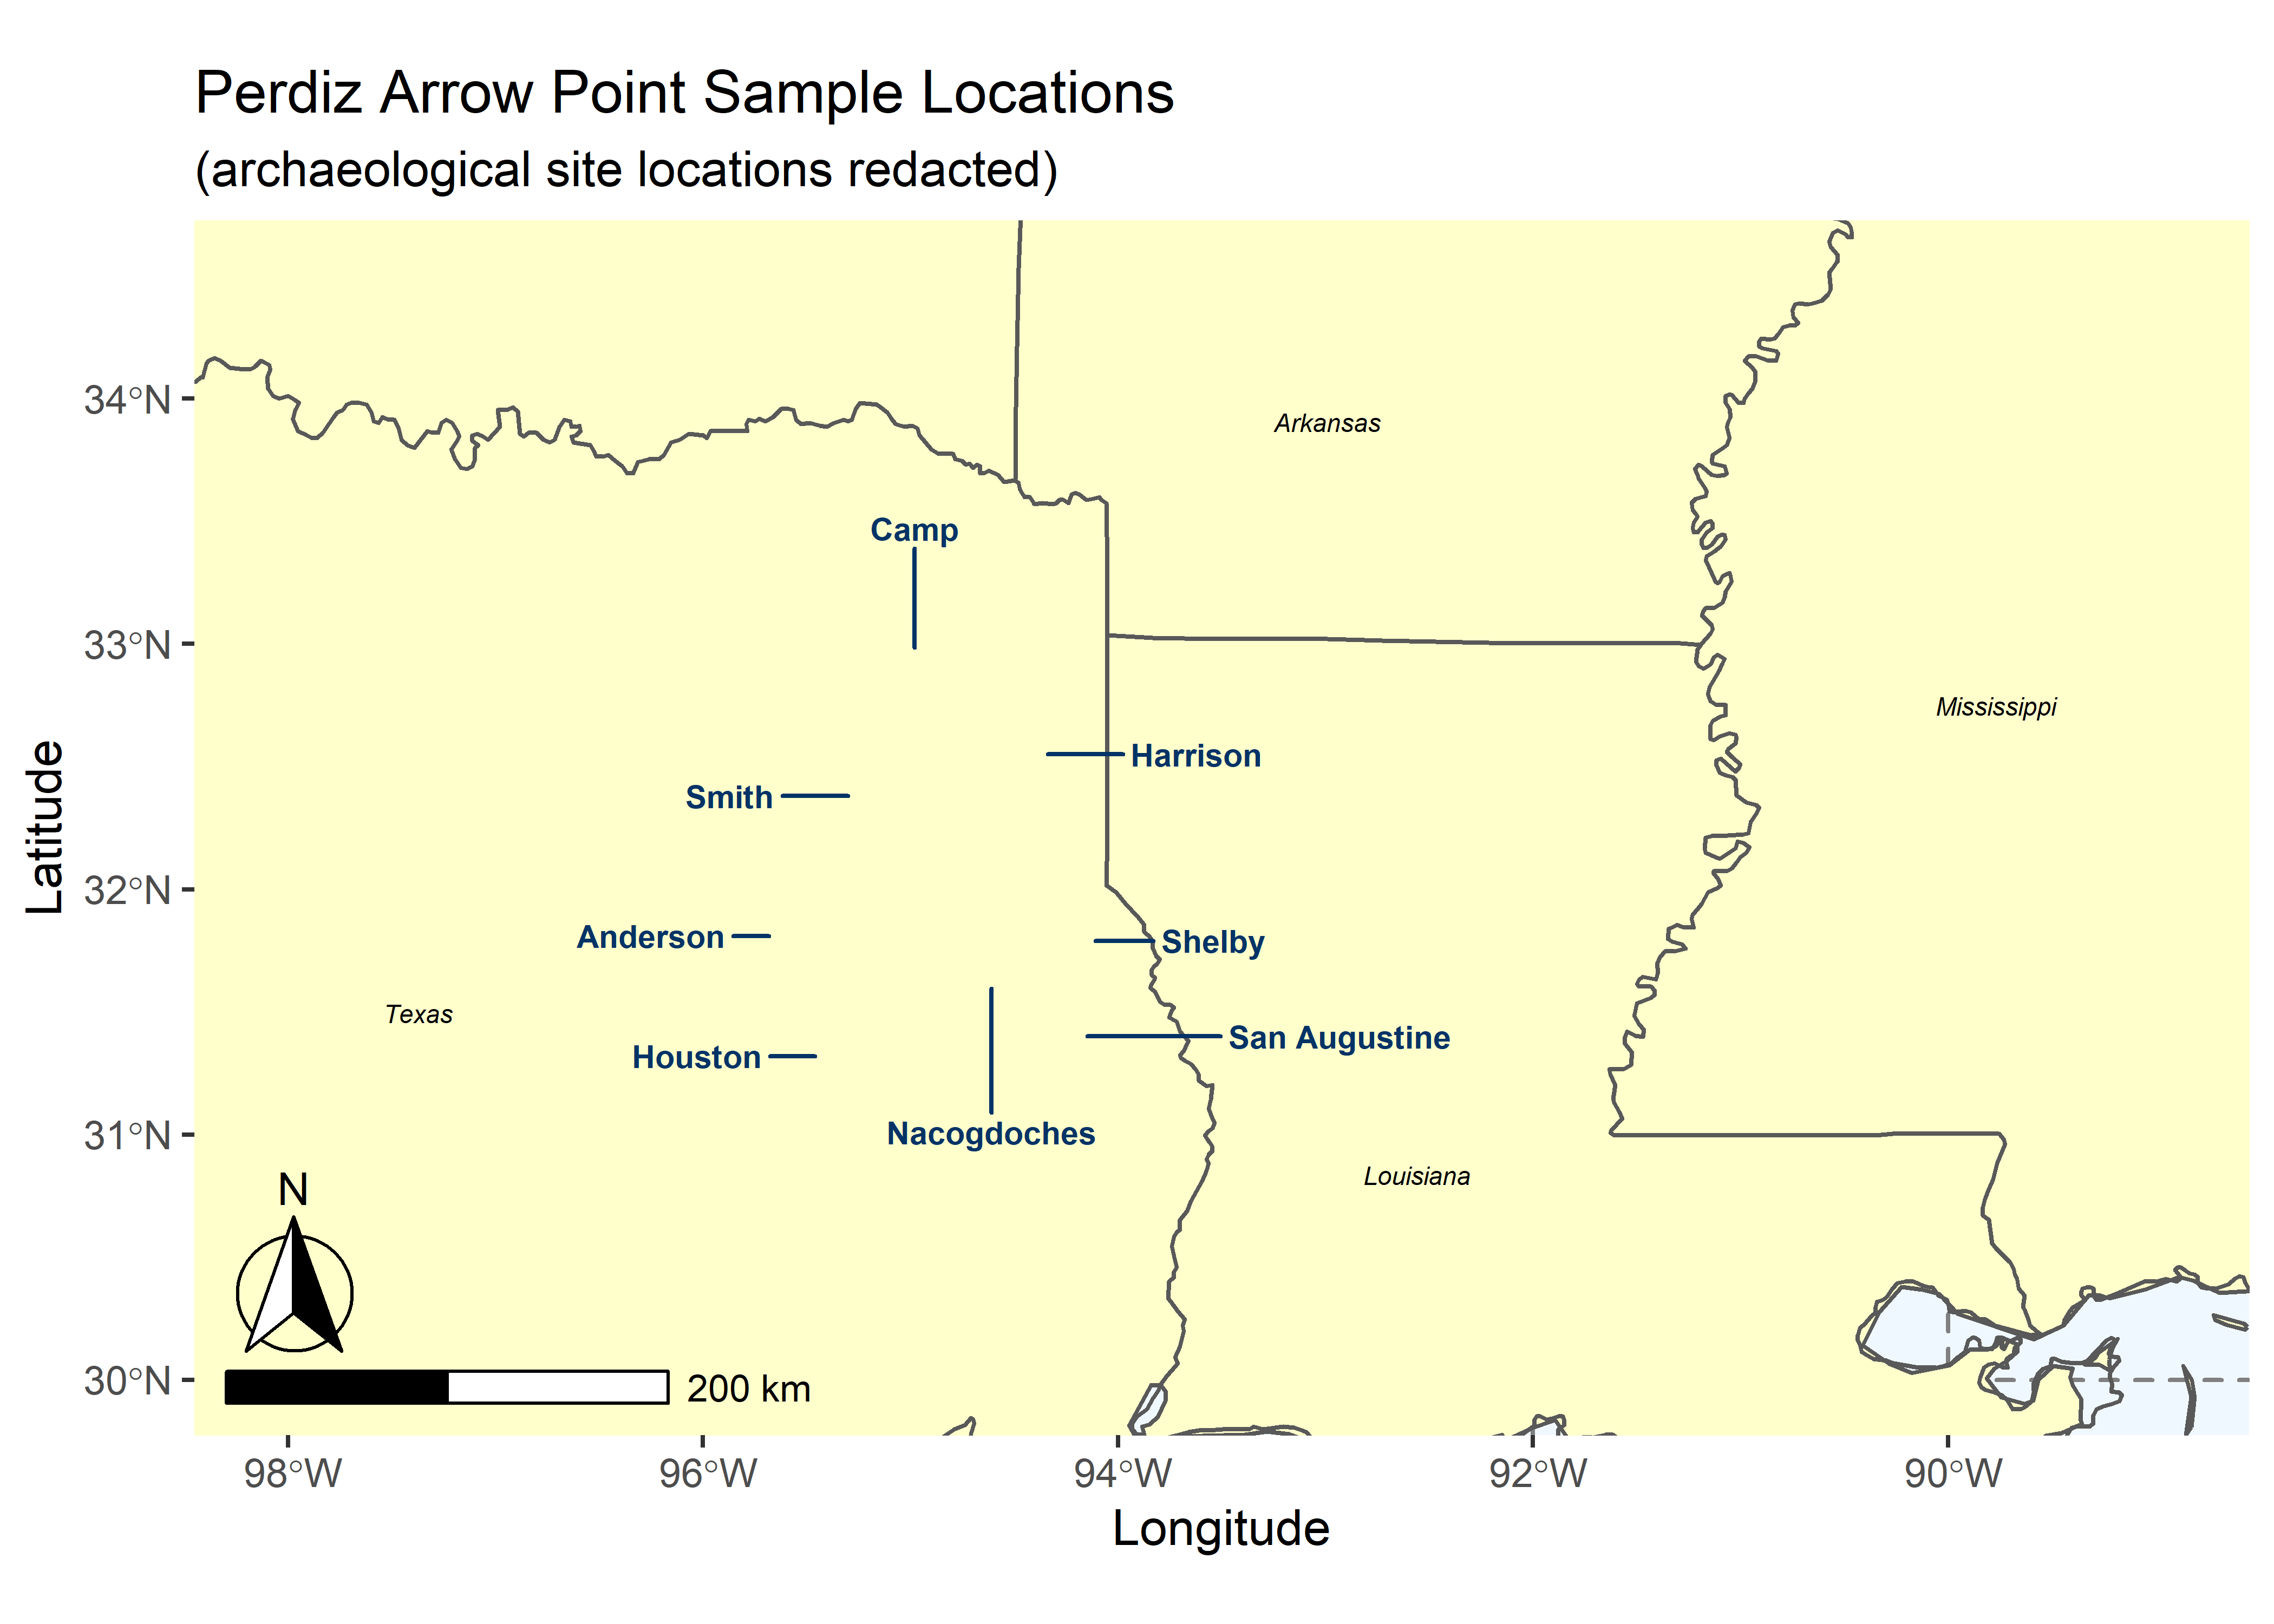 Perdiz Arrow Point Sample Locations
(archaeological site locations redacted)
34°N
Arkansas
Camp
33°N
Mississippi
Harrison
Smith
Latitude
32°N
Anderson
Shelby
Texas
San Augustine
Houston
31°N
Nacogdoches
Louisiana
N
30°N
200 km
98°W
96°W
94°W
92°W
90°W
Longitude